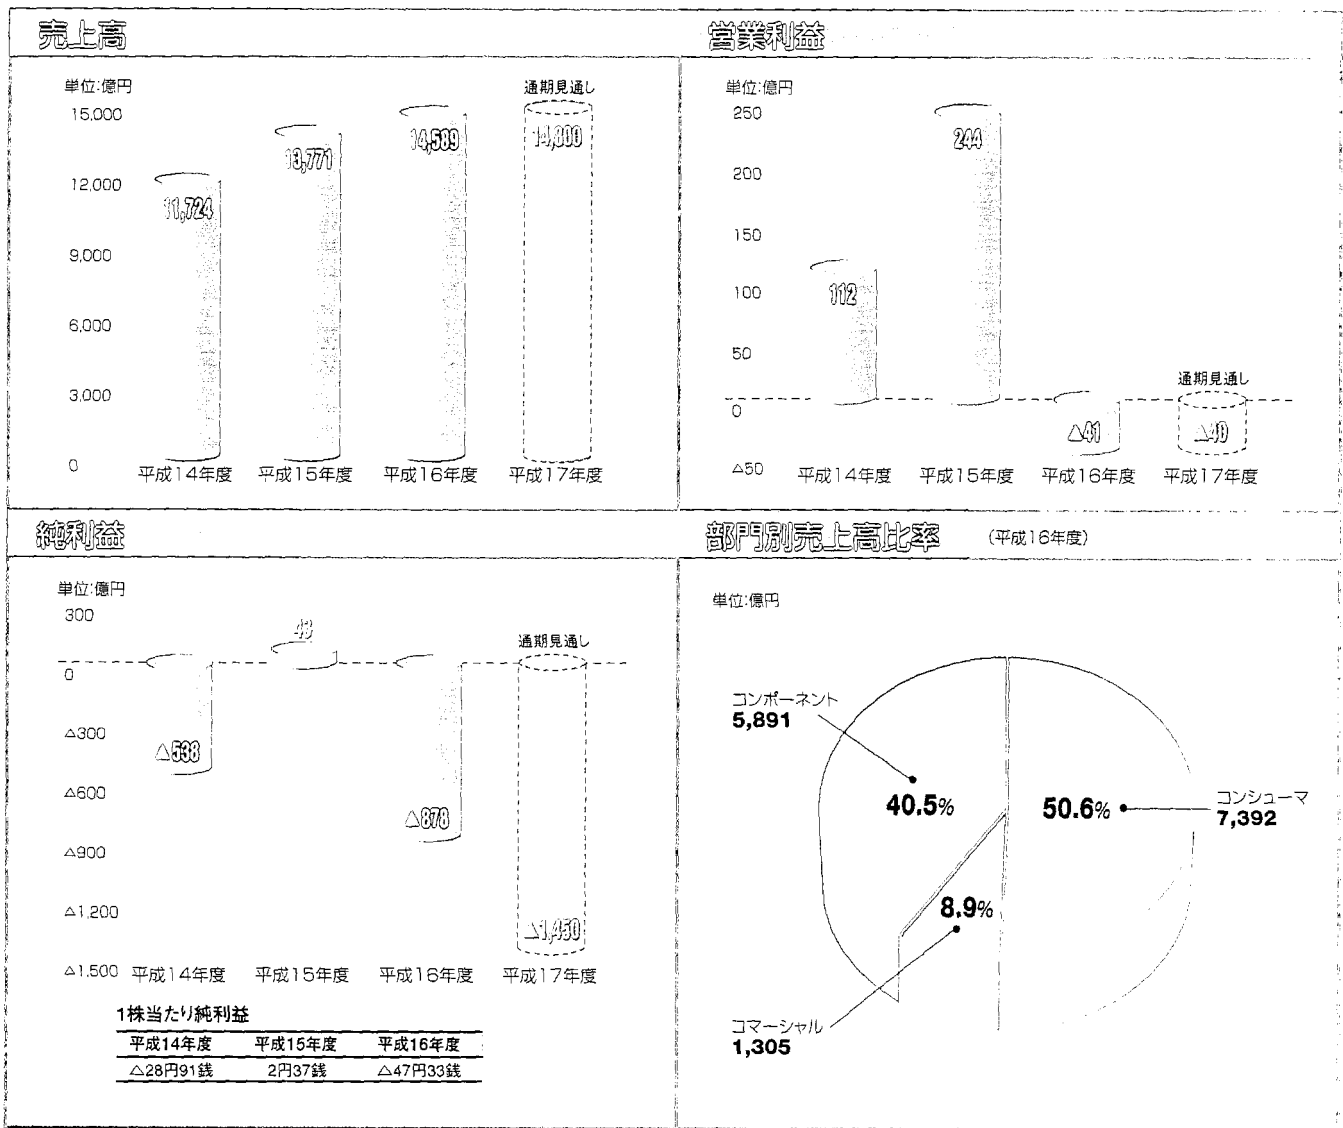 売上高
単位:億円
15,000
12,000
9,000
6,000
3,000
0
11,724
13,771
14,589
通期見通し
14,800
平成14年度 平成15年度 平成16年度 平成17年度
営業利益
単位:億円
250
200
150
100
50
0
△50
112
244
△41
通期見通し
△40
平成14年度 平成15年度 平成16年度 平成17年度
純利益
単位:億円
300
0
△300
△600
△900
△1,200
△1,500
△538
43
△878
通期見通し
△1,450
平成14年度 平成15年度 平成16年度 平成17年度
1株当たり純利益
平成14年度 平成15年度 平成16年度
△28円91銭 2円37銭 △47円33銭
部門別売上高比率 (平成16年度)
単位:億円
コンポーネント
5,891
40.5%
50.6%
コンシューマ
7,392
8.9%
コマーシャル
1,305